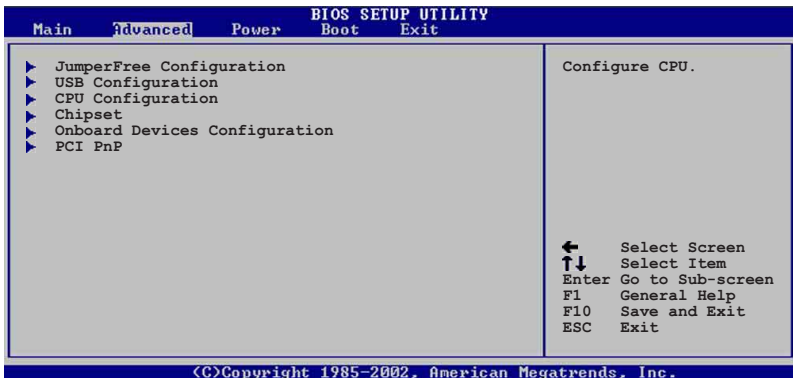 BIOS SETUP UTILITY
Main Advanced Power Boot Exit
JumperFree Configuration
USB Configuration
CPU Configuration
Chipset
Onboard Devices Configuration
PCI PnP
Configure CPU.
← Select Screen
↑↓ Select Item
Enter Go to Sub-screen
F1 General Help
F10 Save and Exit
ESC Exit
(C)Copyright 1985-2002, American Megatrends, Inc.